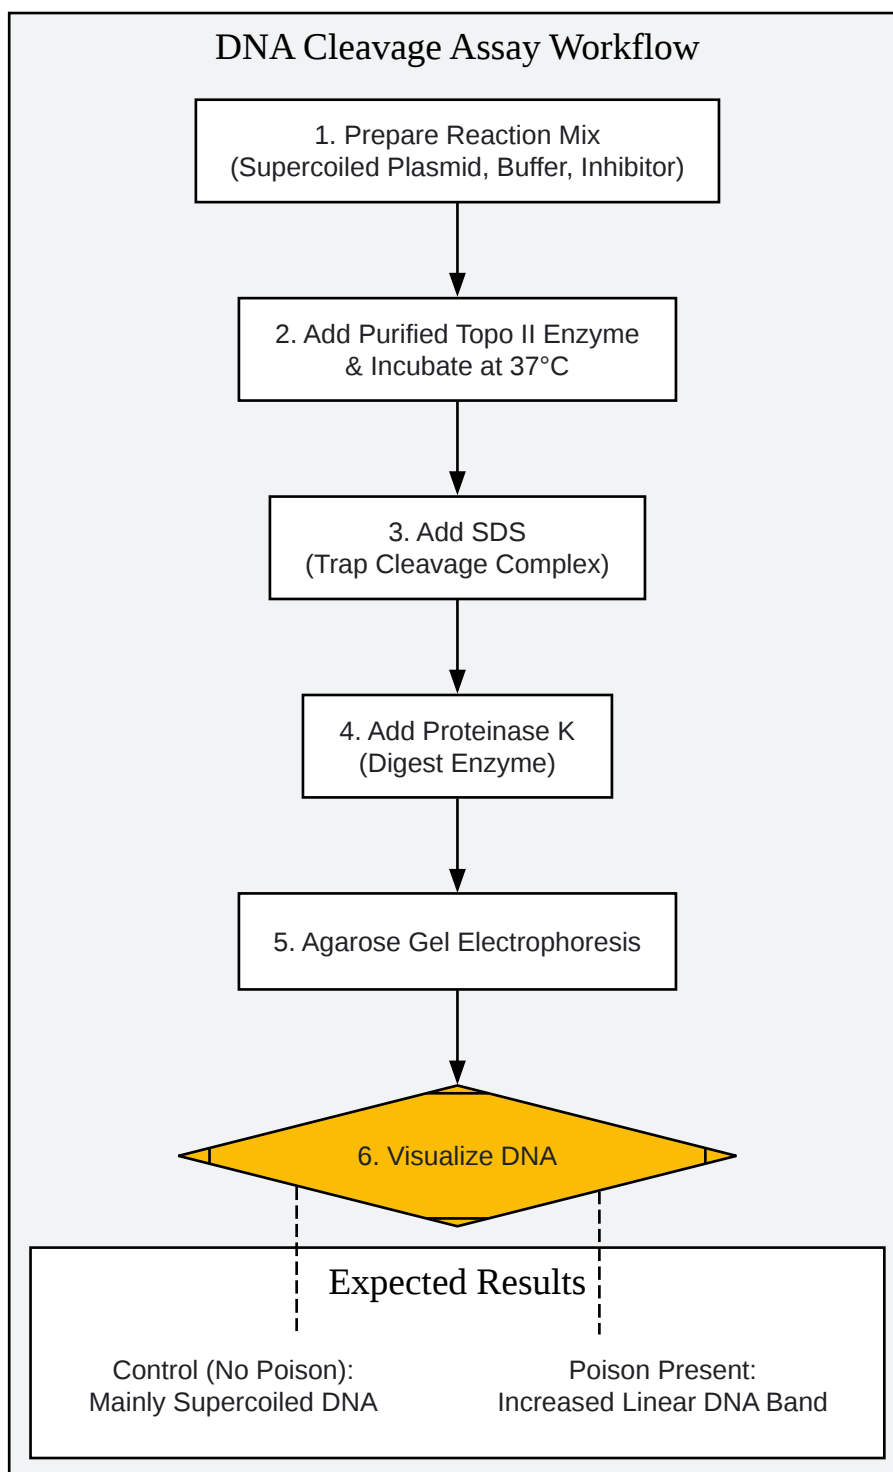 DNA Cleavage Assay Workflow
1. Prepare Reaction Mix
(Supercoiled Plasmid, Buffer, Inhibitor)
2. Add Purified Topo II Enzyme
& Incubate at 37°C
3. Add SDS
(Trap Cleavage Complex)
4. Add Proteinase K
(Digest Enzyme)
5. Agarose Gel Electrophoresis
6. Visualize DNA
Expected Results
Control (No Poison):
Mainly Supercoiled DNA
Poison Present:
Increased Linear DNA Band